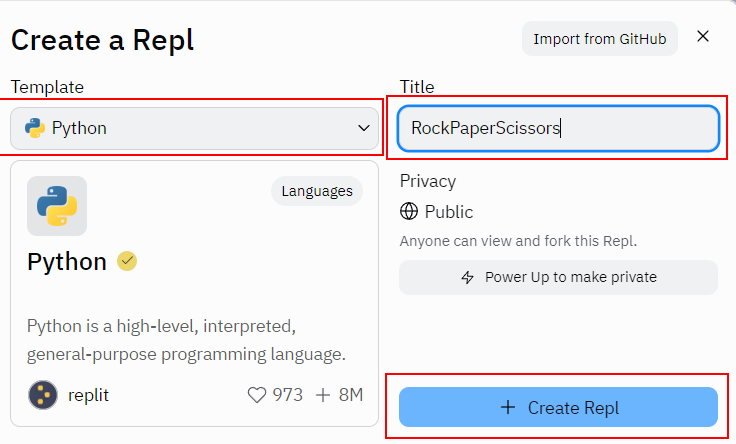 Create a Repl
Import from GitHub
Template
Python
Languages
Python
Python is a high-level, interpreted,
general-purpose programming language.
replit
973
8M
Title
RockPaperScissors
Privacy
Public
Anyone can view and fork this Repl.
Power Up to make private
+ Create Repl